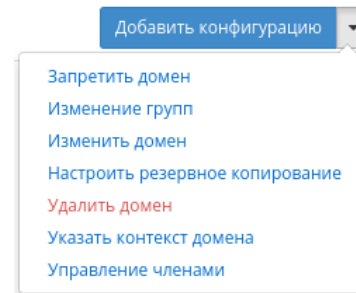 Добавить конфигурацию
Запретить домен
Изменение групп
Изменить домен
Настроить резервное копирование
Удалить домен
Указать контекст домена
Управление членами